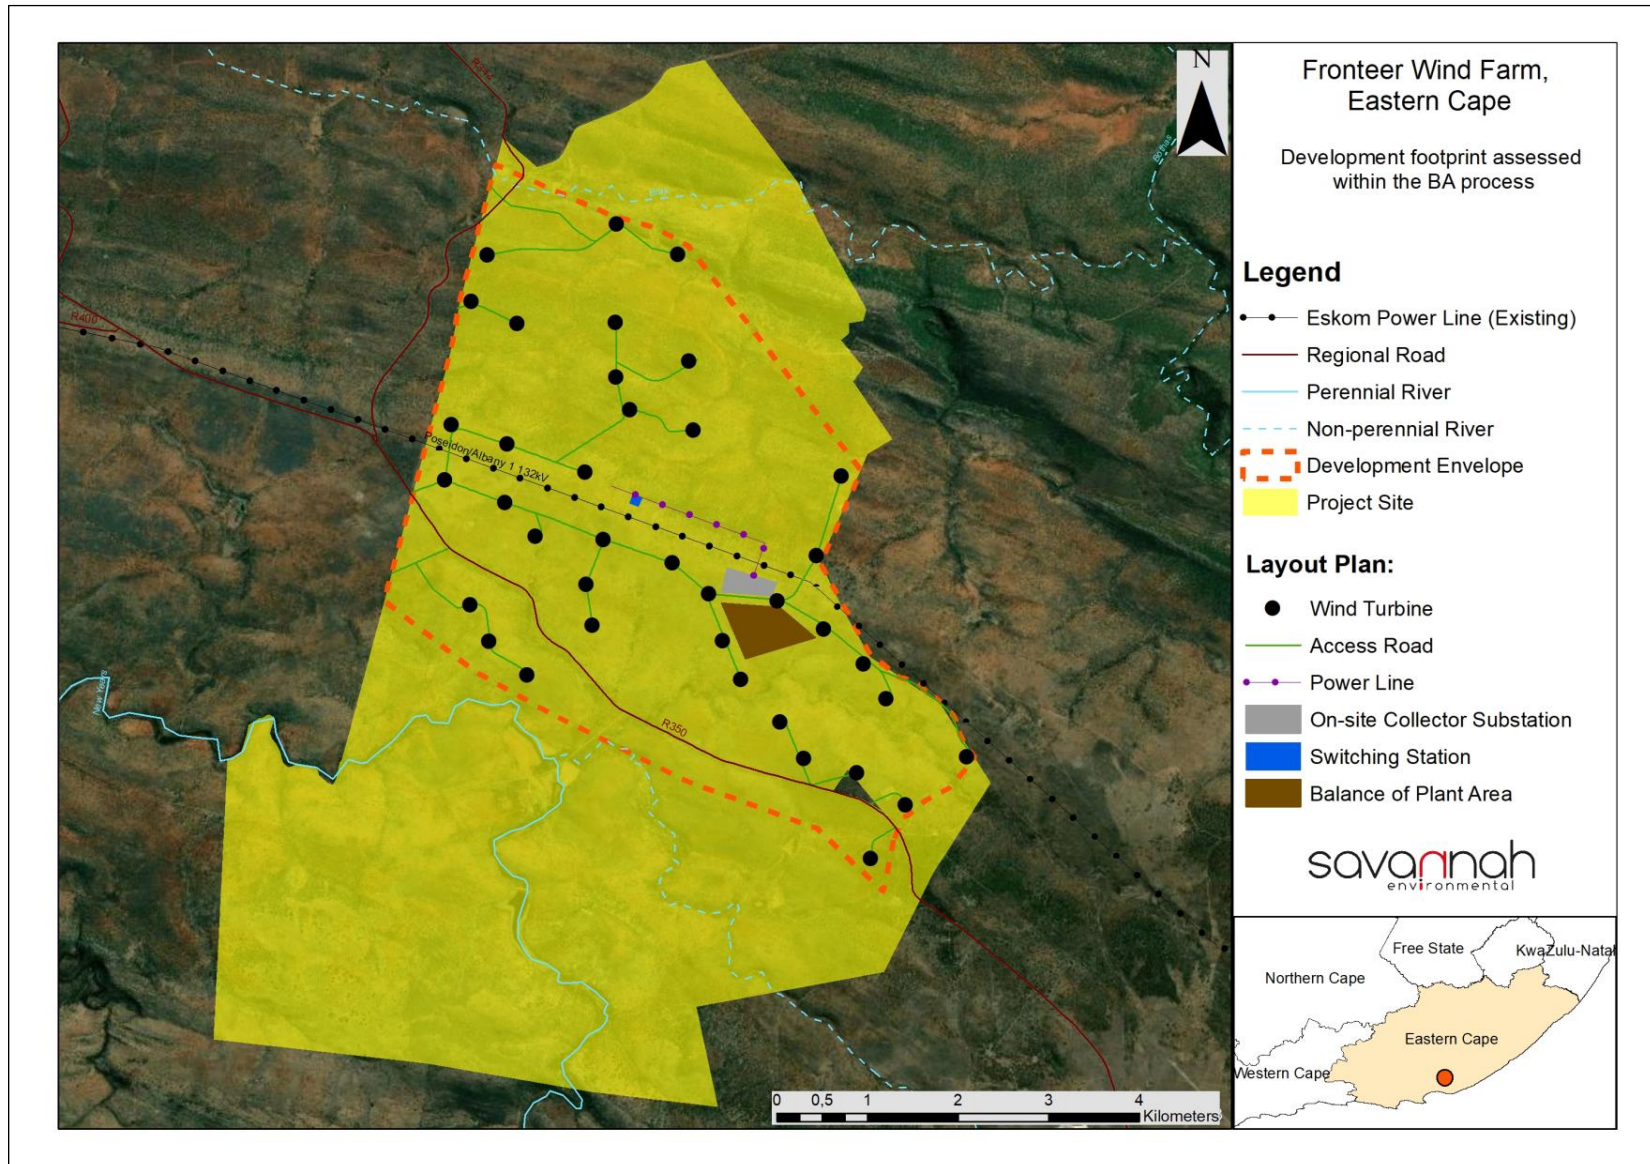 Fronteer Wind Farm,
Eastern Cape
Development footprint assessed
within the BA process
Legend
Eskom Power Line (Existing)
Regional Road
Perennial River
Non-perennial River
Development Envelope
Project Site
Layout Plan:
Wind Turbine
Access Road
Power Line
On-site Collector Substation
Switching Station
Balance of Plant Area
savannah
environmental
N
Bothas
R400
Poseidon/Albany 1 132kV
New Years
R350
0 0,5 1 2 3 4
Kilometers
Free State
KwaZulu-Natal
Northern Cape
Eastern Cape
Western Cape